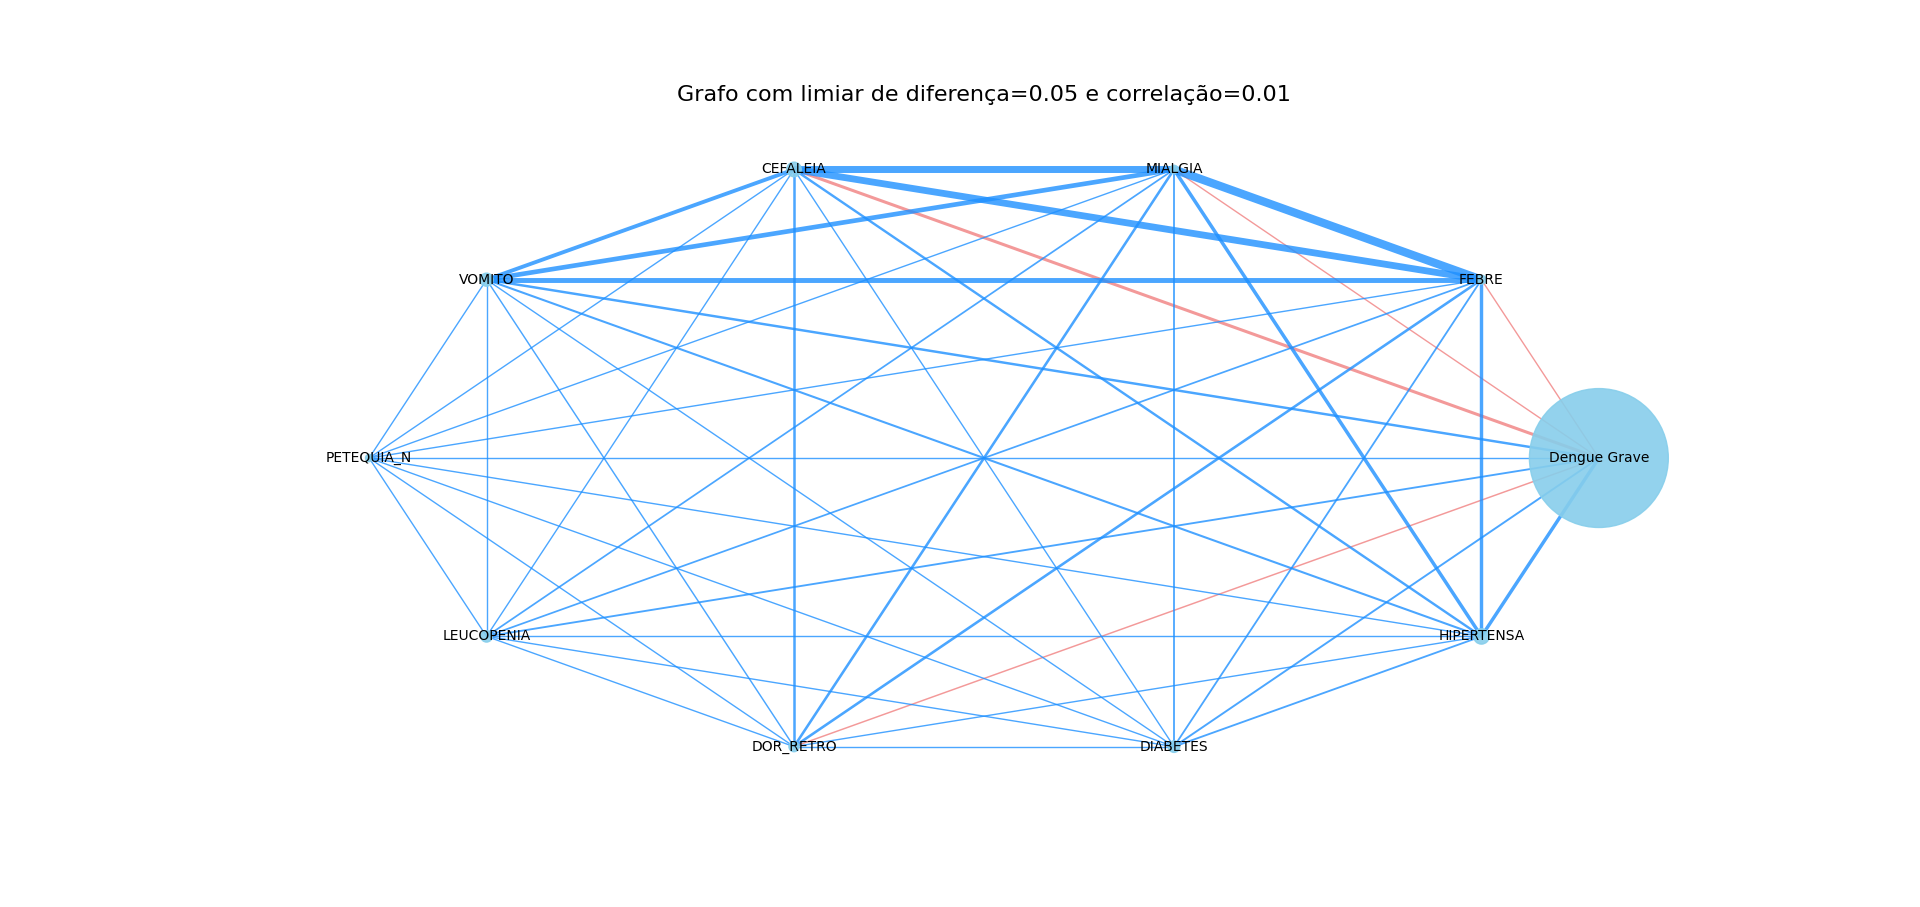 Grafo com limiar de diferença=0.05 e correlação=0.01
CEFALEIA
MIALGIA
VOMITO
FEBRE
PETEQUIA_N
Dengue Grave
LEUCOPENIA
HIPERTENSA
DOR_RETRO
DIABETES